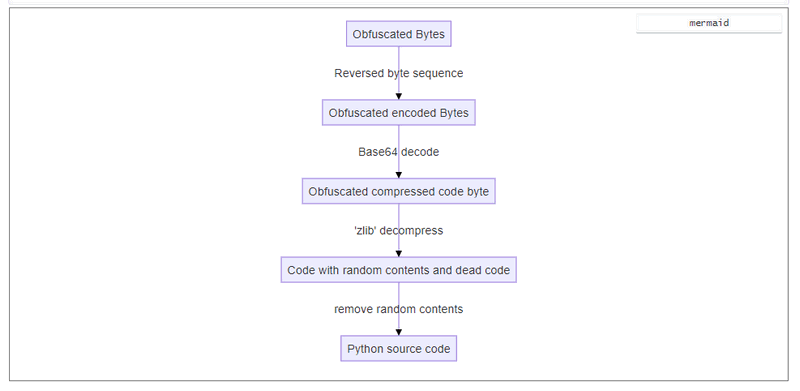 mermaid
Obfuscated Bytes
Reversed byte sequence
Obfuscated encoded Bytes
Base64 decode
Obfuscated compressed code byte
'zlib' decompress
Code with random contents and dead code
remove random contents
Python source code